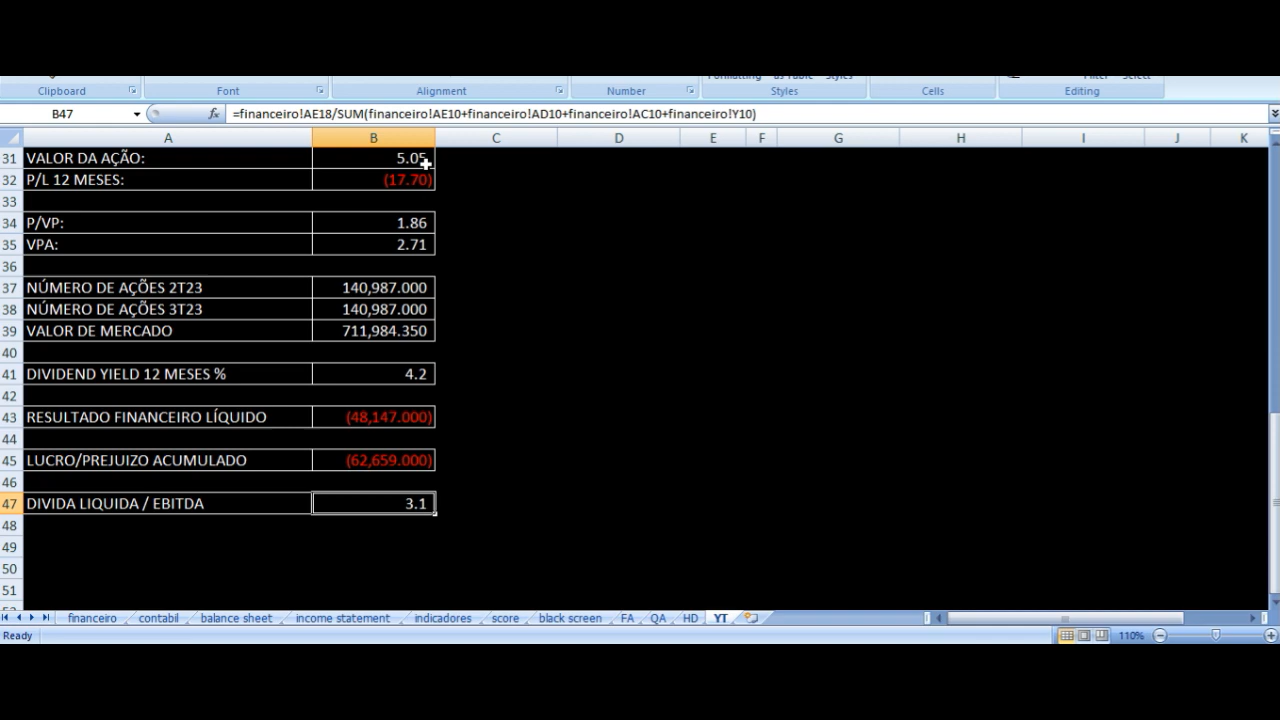 Clipboard Font Alignment Number Styles Cells Editing
B47 fx =financeiro!AE18/SUM(financeiro!AE10+financeiro!AD10+financeiro!AC10+financeiro!Y10)
A B C D E F G H I J K
31 VALOR DA AÇÃO: 5.05
32 P/L 12 MESES: (17.70)
33
34 P/VP: 1.86
35 VPA: 2.71
36
37 NÚMERO DE AÇÕES 2T23 140,987.000
38 NÚMERO DE AÇÕES 3T23 140,987.000
39 VALOR DE MERCADO 711,984.350
40
41 DIVIDEND YIELD 12 MESES % 4.2
42
43 RESULTADO FINANCEIRO LÍQUIDO (48,147.000)
44
45 LUCRO/PREJUIZO ACUMULADO (62,659.000)
46
47 DIVIDA LIQUIDA / EBITDA 3.1
48
49
50
51
financeiro contabil balance sheet income statement indicadores score black screen FA QA HD YT
Ready 110%